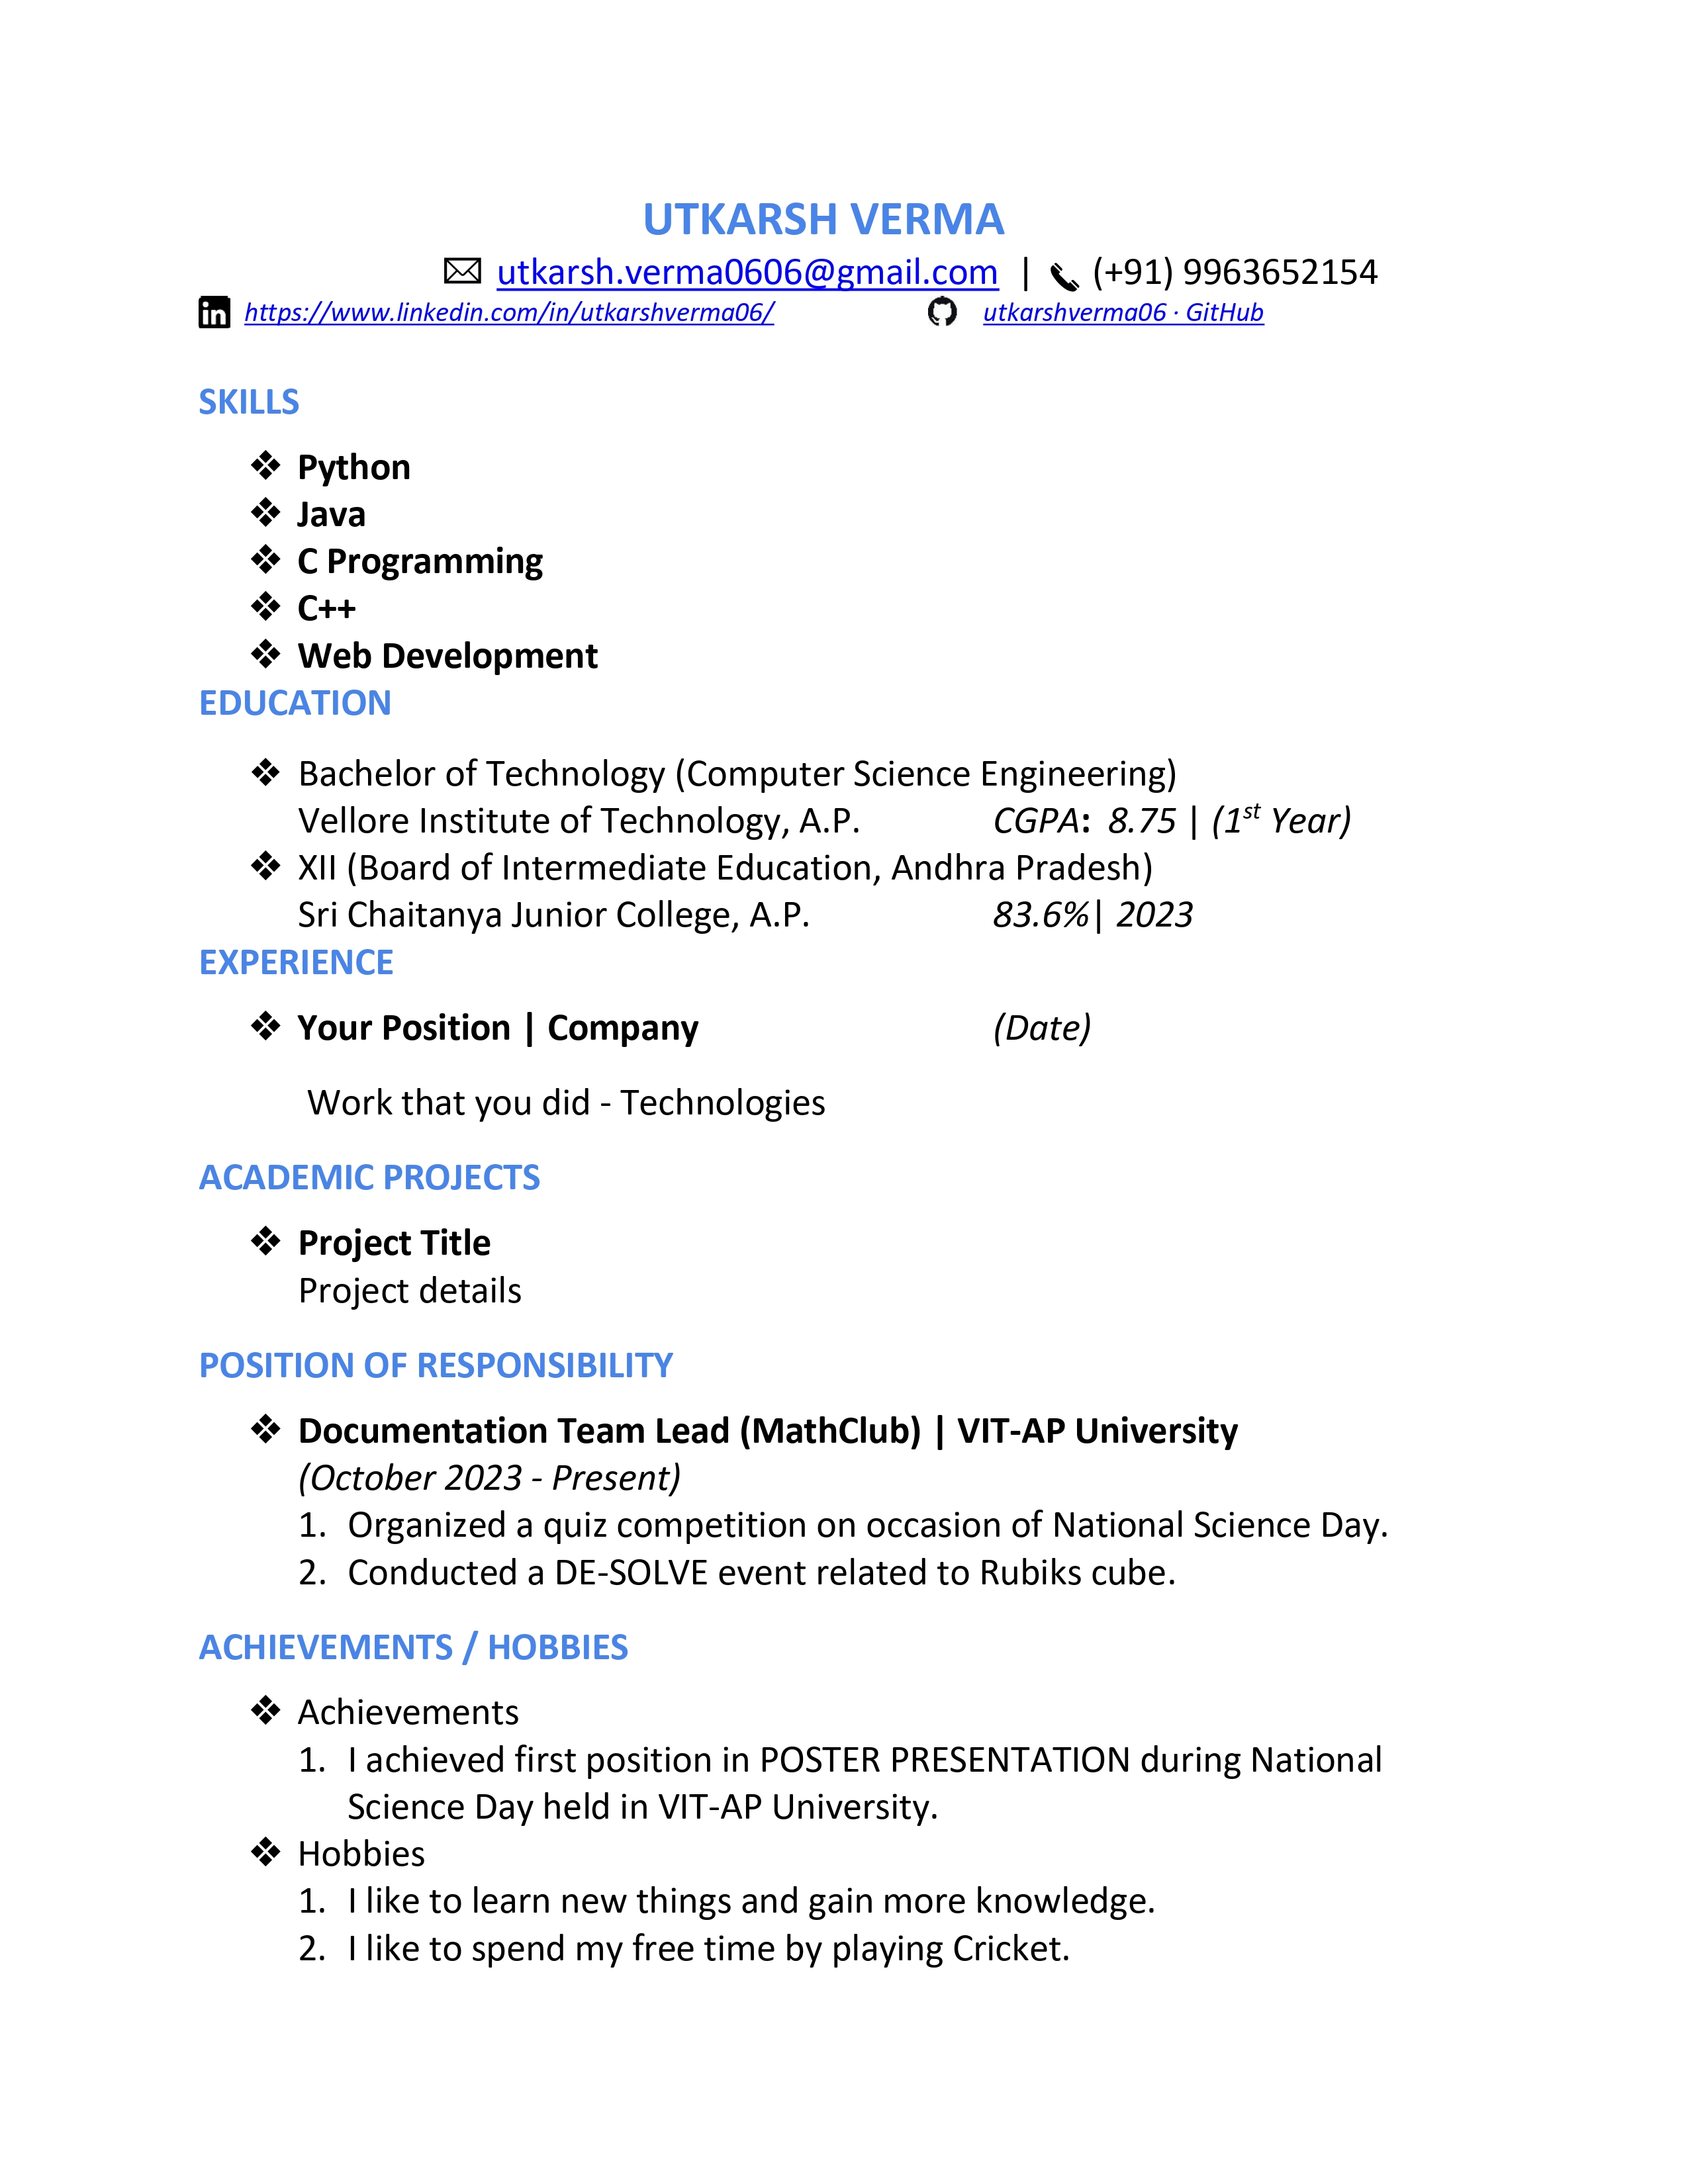 UTKARSH VERMA
utkarsh.verma0606@gmail.com | (+91) 9963652154
https://www.linkedin.com/in/utkarshverma06/ utkarshverma06 · GitHub
SKILLS
❖ Python
❖ Java
❖ C Programming
❖ C++
❖ Web Development
EDUCATION
❖ Bachelor of Technology (Computer Science Engineering)
Vellore Institute of Technology, A.P. CGPA: 8.75 | (1st Year)
❖ XII (Board of Intermediate Education, Andhra Pradesh)
Sri Chaitanya Junior College, A.P. 83.6%| 2023
EXPERIENCE
❖ Your Position | Company (Date)
Work that you did - Technologies
ACADEMIC PROJECTS
❖ Project Title
Project details
POSITION OF RESPONSIBILITY
❖ Documentation Team Lead (MathClub) | VIT-AP University
(October 2023 - Present)
1. Organized a quiz competition on occasion of National Science Day.
2. Conducted a DE-SOLVE event related to Rubiks cube.
ACHIEVEMENTS / HOBBIES
❖ Achievements
1. I achieved first position in POSTER PRESENTATION during National
Science Day held in VIT-AP University.
❖ Hobbies
1. I like to learn new things and gain more knowledge.
2. I like to spend my free time by playing Cricket.